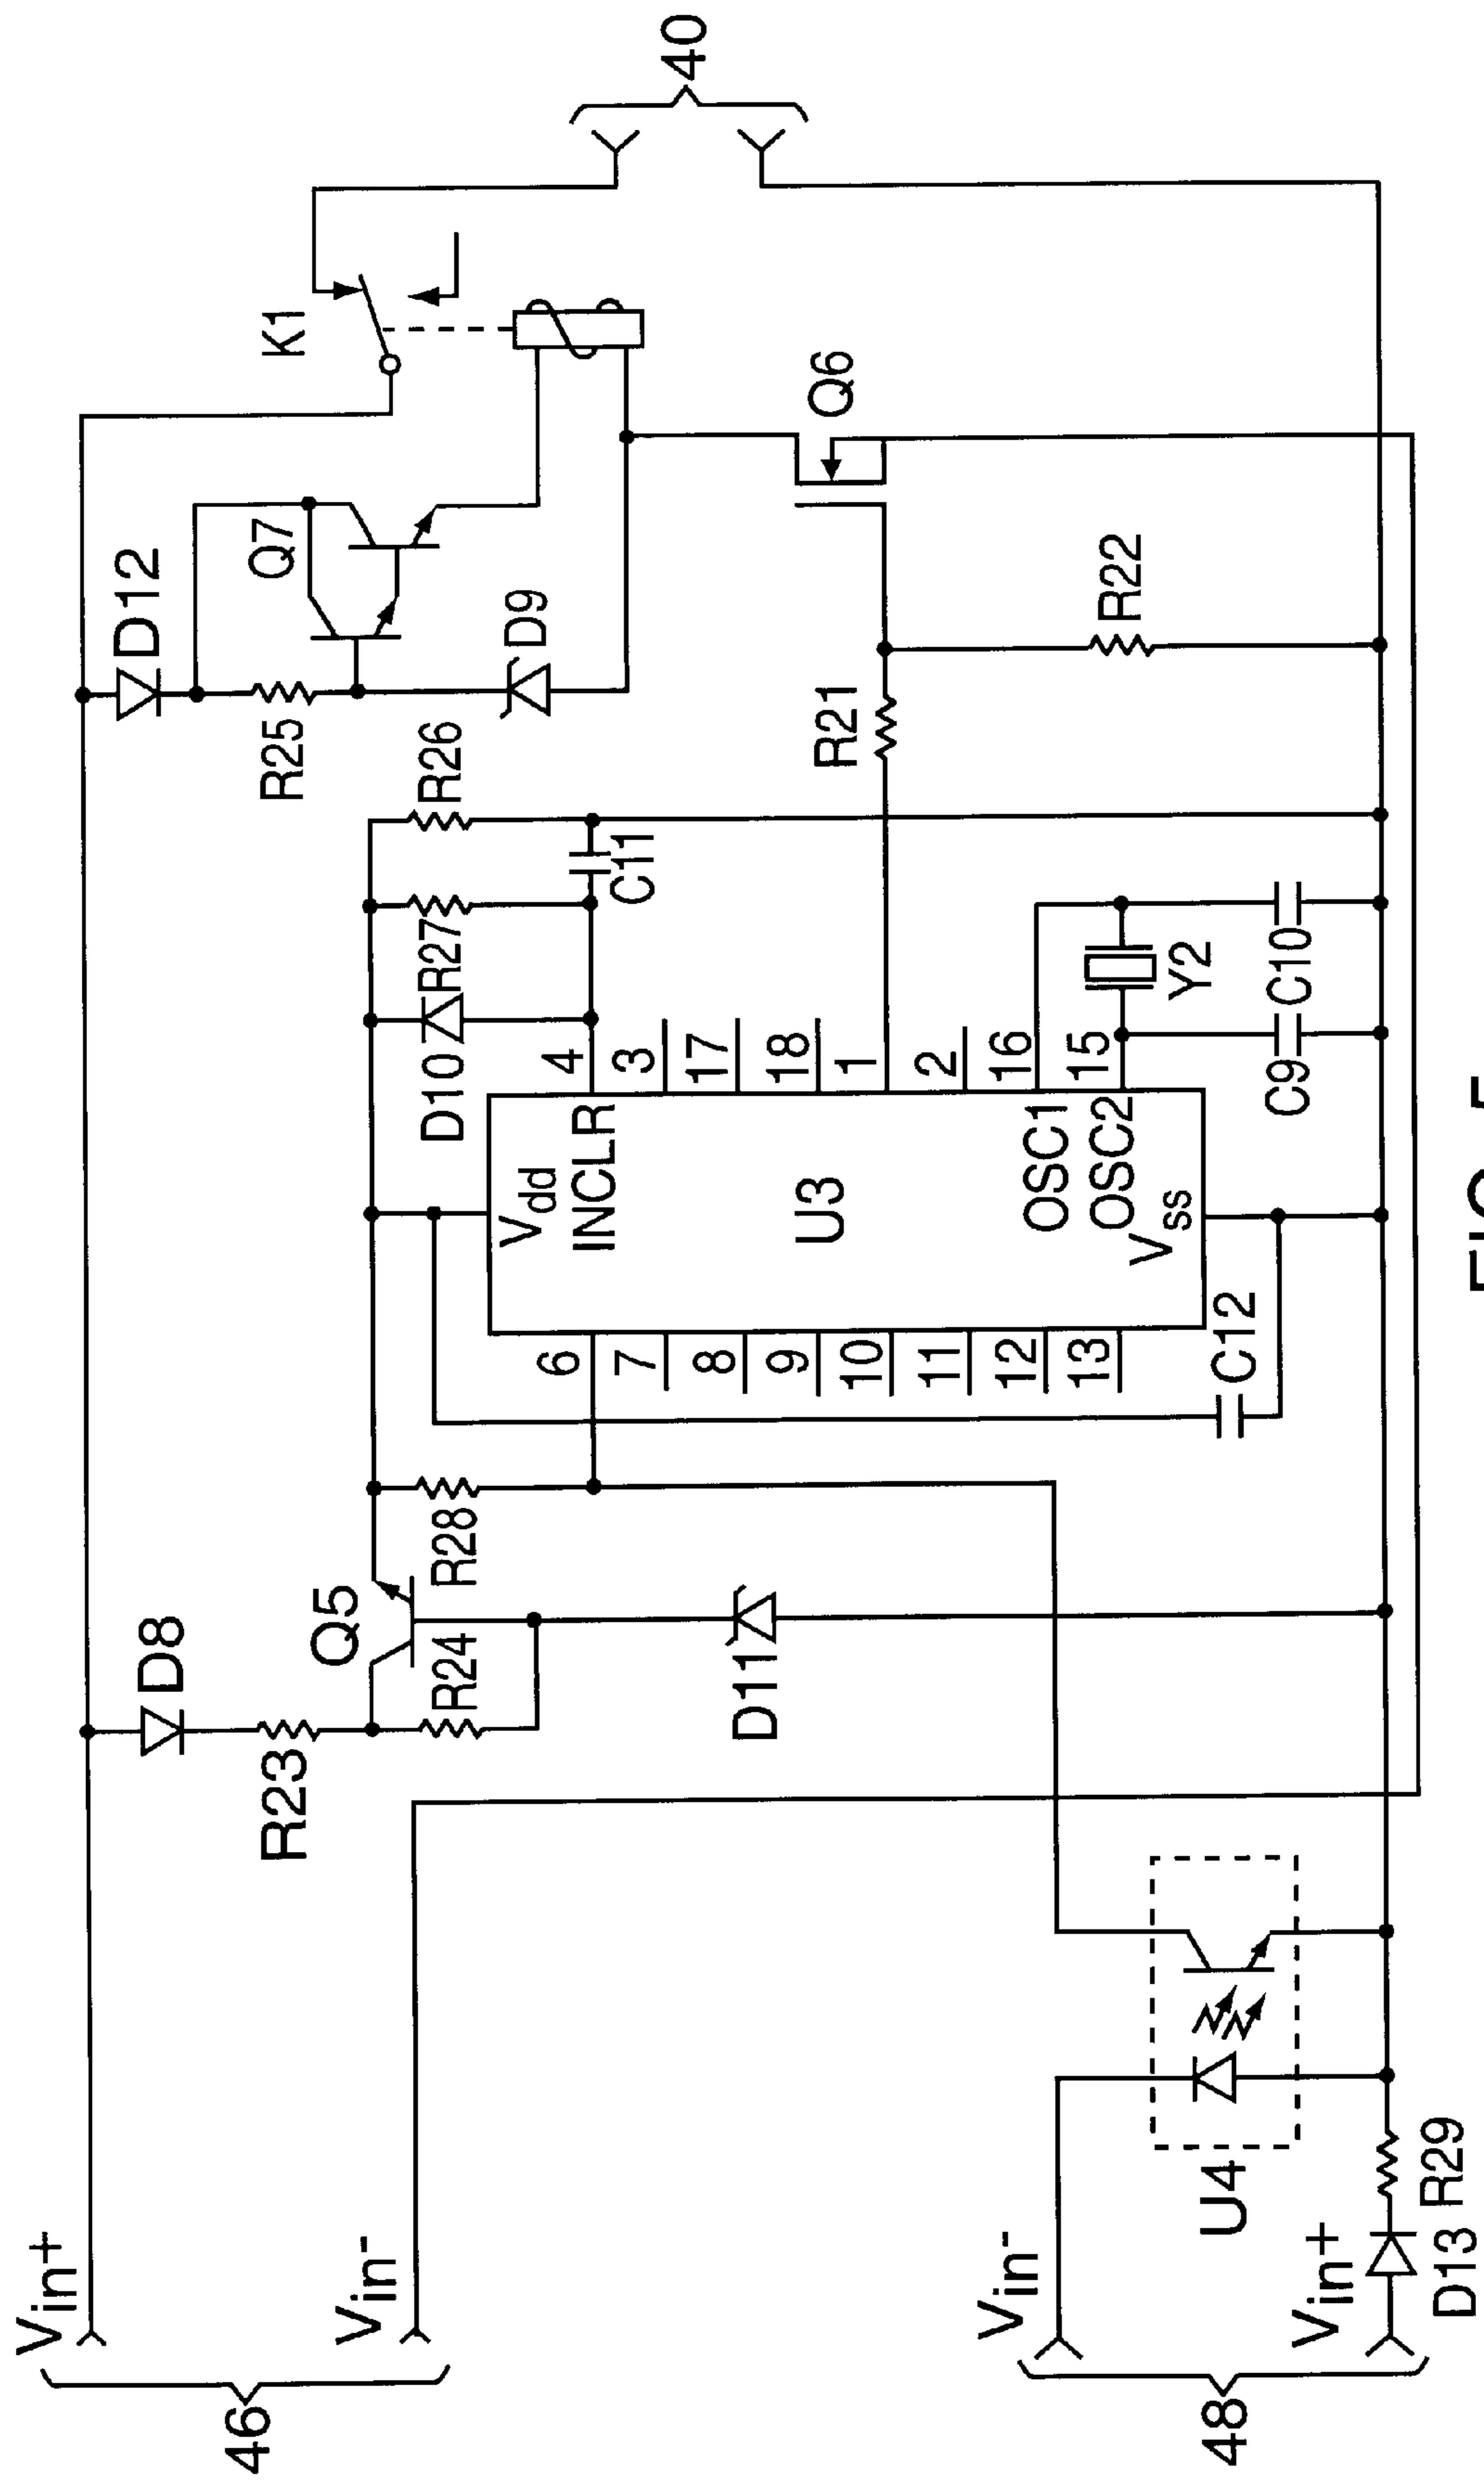 Vin+
46
Vin-
D8
R23
Q5
R24
R28
D11
D12
R25
Q7
D9
K1
40
R26
R27
D10
C11
Q6
R21
R22
4
3
17
18
1
2
16
15
Vdd
INCLR
U3
OSC1
OSC2
Vss
6
7
8
9
10
11
12
13
C12
Y2
C9
C10
Vin-
48
Vin+
U4
D13
R29